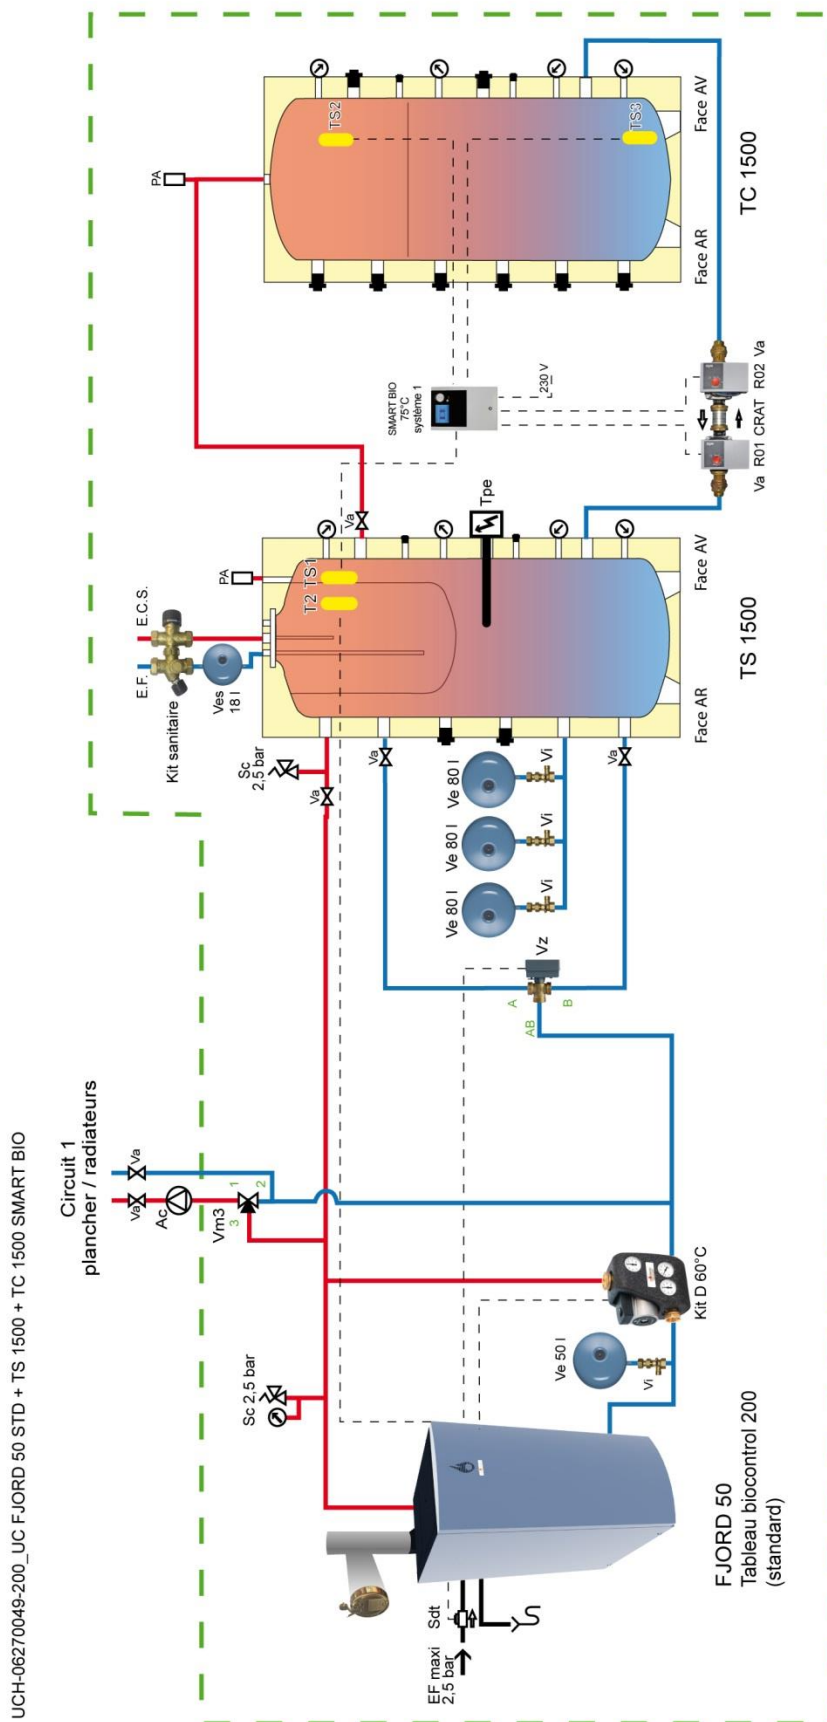 UCH-06270049-200_UC FJORD 50 STD + TS 1500 + TC 1500 SMART BIO
Circuit 1
plancher / radiateurs
Va
Va
Ac
Vm3
1
2
3
Sc 2,5 bar
EF maxi
2,5 bar
Sdt
FJORD 50
Tableau biocontrol 200
(standard)
Ve 50 l
Vi
Kit D 60°C
AB
A
B
Vz
Ve 80 l
Vi
Ve 80 l
Vi
Ve 80 l
Vi
Sc
2,5 bar
Va
Va
Va
E.F.
E.C.S.
Kit sanitaire
Ves
18 l
PA
T2
TS1
Va
Tpe
Face AR
Face AV
TS 1500
SMART BIO
75°C
système 1
230 V
Va
R01
CRAT
R02
Va
PA
TS2
TS3
Face AR
Face AV
TC 1500